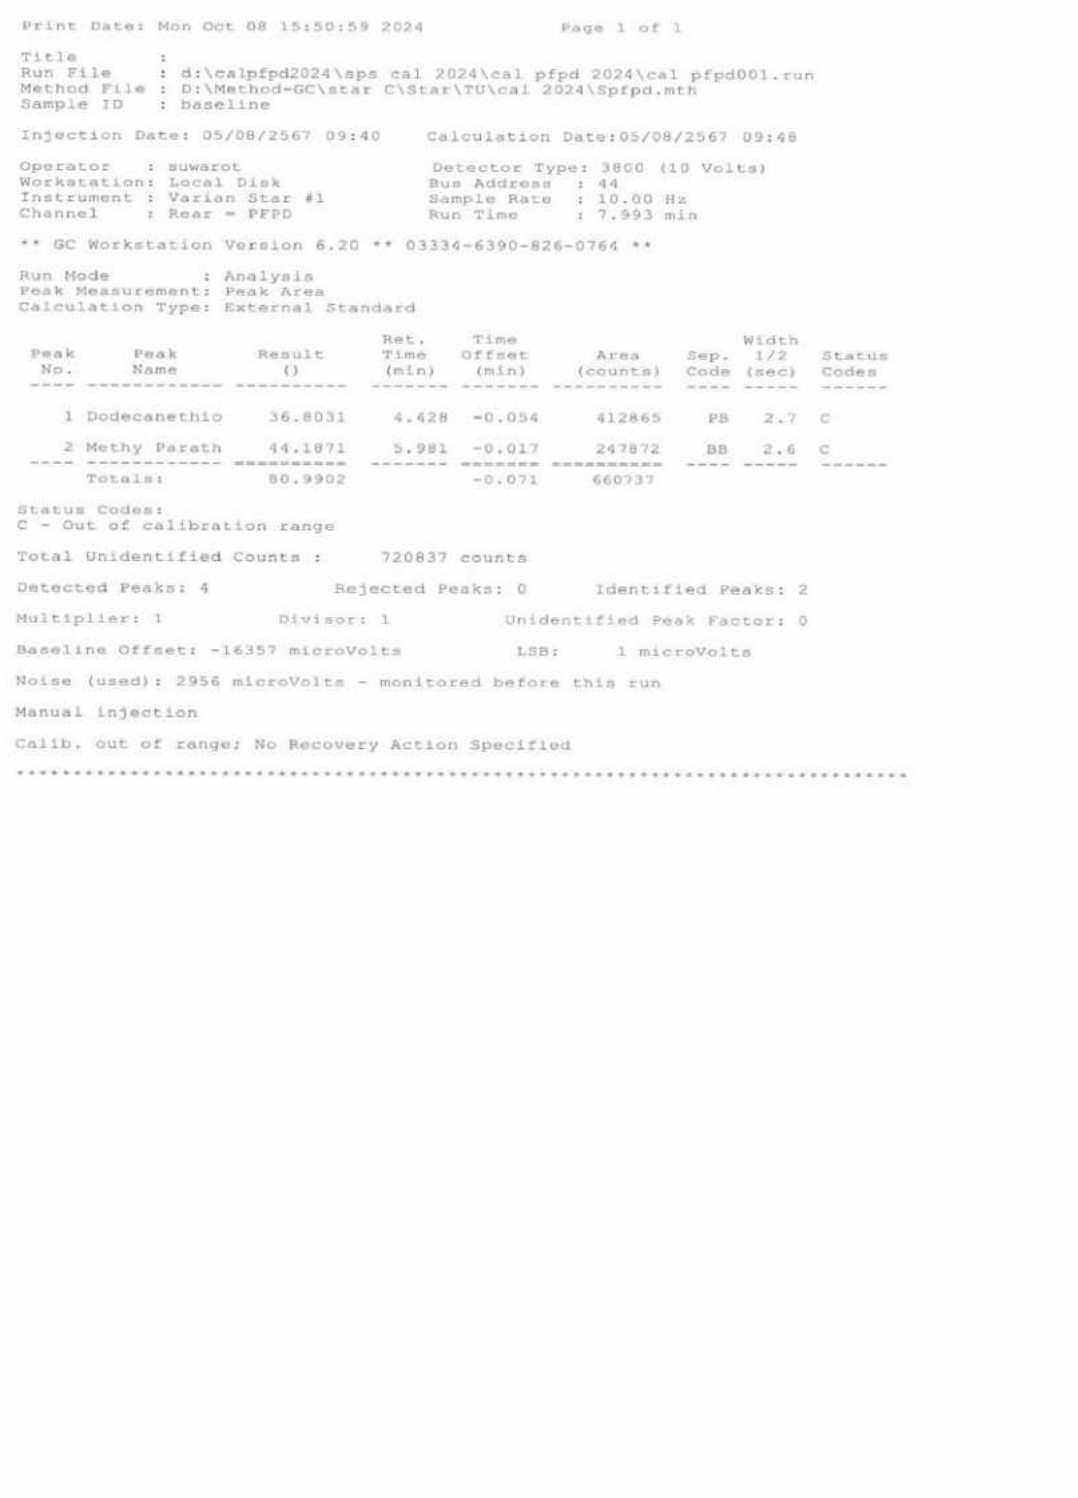 Print Date: Mon Oct 08 15:50:59 2024 Page 1 of 1
Title :
Run File : d:\calpfpd2024\sps cal 2024\cal pfpd 2024\cal pfpd001.run
Method File : D:\Method-GC\star C\Star\TU\cal 2024\Spfpd.mth
Sample ID : baseline
Injection Date: 05/08/2567 09:40 Calculation Date:05/08/2567 09:48
Operator : suwarot Detector Type: 3800 (10 Volts)
Workstation: Local Disk Bus Address : 44
Instrument : Varian Star #1 Sample Rate : 10.00 Hz
Channel : Rear = PFPD Run Time : 7.993 min
** GC Workstation Version 6.20 ** 03334-6390-826-0764 **
Run Mode : Analysis
Peak Measurement: Peak Area
Calculation Type: External Standard
Ret. Time Width
Peak Peak Result Time Offset Area Sep. 1/2 Status
No. Name () (min) (min) (counts) Code (sec) Codes
---- ------------ ---------- ------- ------- ---------- ---- ----- ------
1 Dodecanethio 36.8031 4.428 -0.054 412865 PB 2.7 C
2 Methy Parath 44.1871 5.981 -0.017 247872 BB 2.6 C
---- ------------ ========== ------- ======= ========== ---- ----- ------
Totals: 80.9902 -0.071 660737
Status Codes:
C - Out of calibration range
Total Unidentified Counts : 720837 counts
Detected Peaks: 4 Rejected Peaks: 0 Identified Peaks: 2
Multiplier: 1 Divisor: 1 Unidentified Peak Factor: 0
Baseline Offset: -16357 microVolts LSB: 1 microVolts
Noise (used): 2956 microVolts - monitored before this run
Manual injection
Calib. out of range; No Recovery Action Specified
*******************************************************************************